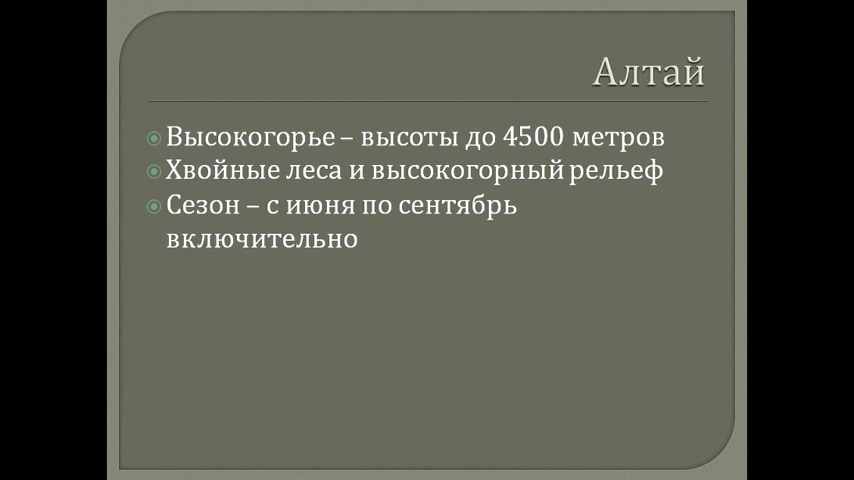 Алтай
Высокогорье – высоты до 4500 метров
Хвойные леса и высокогорный рельеф
Сезон – с июня по сентябрь
включительно